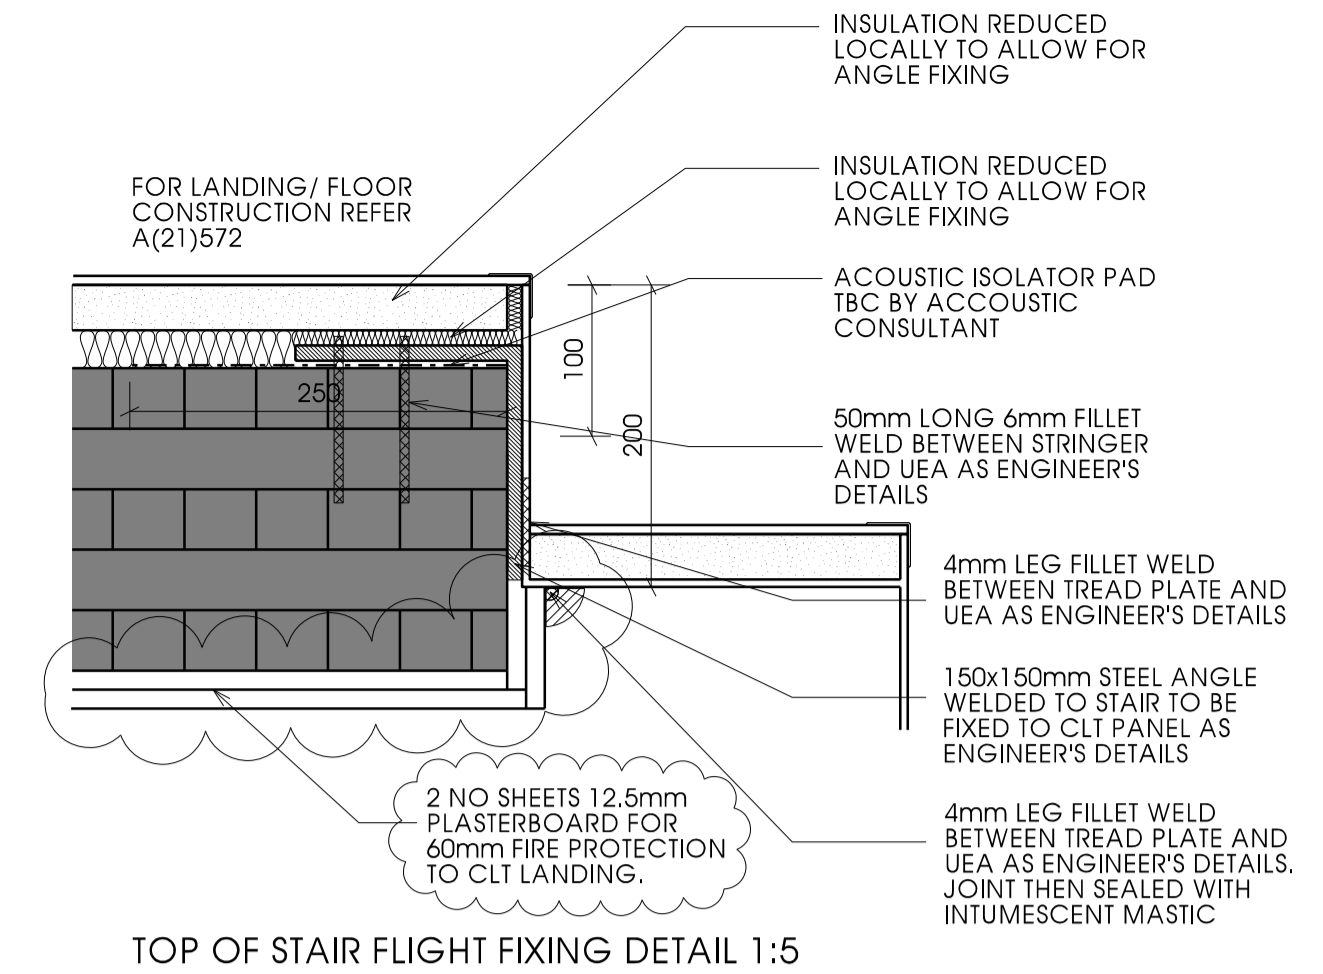 INSULATION REDUCED
LOCALLY TO ALLOW FOR
ANGLE FIXING
INSULATION REDUCED
LOCALLY TO ALLOW FOR
ANGLE FIXING
FOR LANDING/ FLOOR
CONSTRUCTION REFER
A(21)572
ACOUSTIC ISOLATOR PAD
TBC BY ACCOUSTIC
CONSULTANT
100
250
200
50mm LONG 6mm FILLET
WELD BETWEEN STRINGER
AND UEA AS ENGINEER'S
DETAILS
4mm LEG FILLET WELD
BETWEEN TREAD PLATE AND
UEA AS ENGINEER'S DETAILS
150x150mm STEEL ANGLE
WELDED TO STAIR TO BE
FIXED TO CLT PANEL AS
ENGINEER'S DETAILS
2 NO SHEETS 12.5mm
PLASTERBOARD FOR
60mm FIRE PROTECTION
TO CLT LANDING.
4mm LEG FILLET WELD
BETWEEN TREAD PLATE AND
UEA AS ENGINEER'S DETAILS.
JOINT THEN SEALED WITH
INTUMESCENT MASTIC
TOP OF STAIR FLIGHT FIXING DETAIL 1:5